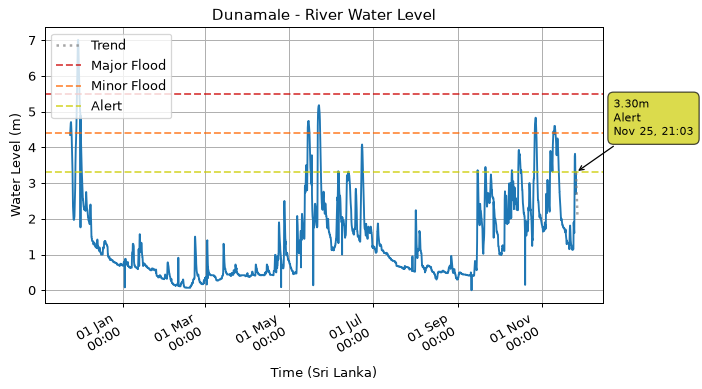 Dunamale - River Water Level
Trend
Major Flood
Minor Flood
Alert
3.30m
Alert
Nov 25, 21:03
Water Level (m)
7
6
5
4
3
2
1
0
01 Jan
00:00
01 Mar
00:00
01 May
00:00
01 Jul
00:00
01 Sep
00:00
01 Nov
00:00
Time (Sri Lanka)